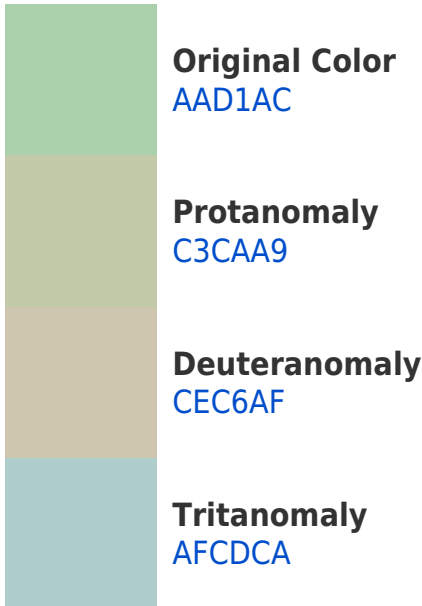 Original Color
AAD1AC
Protanomaly
C3CAA9
Deuteranomaly
CEC6AF
Tritanomaly
AFCDCA